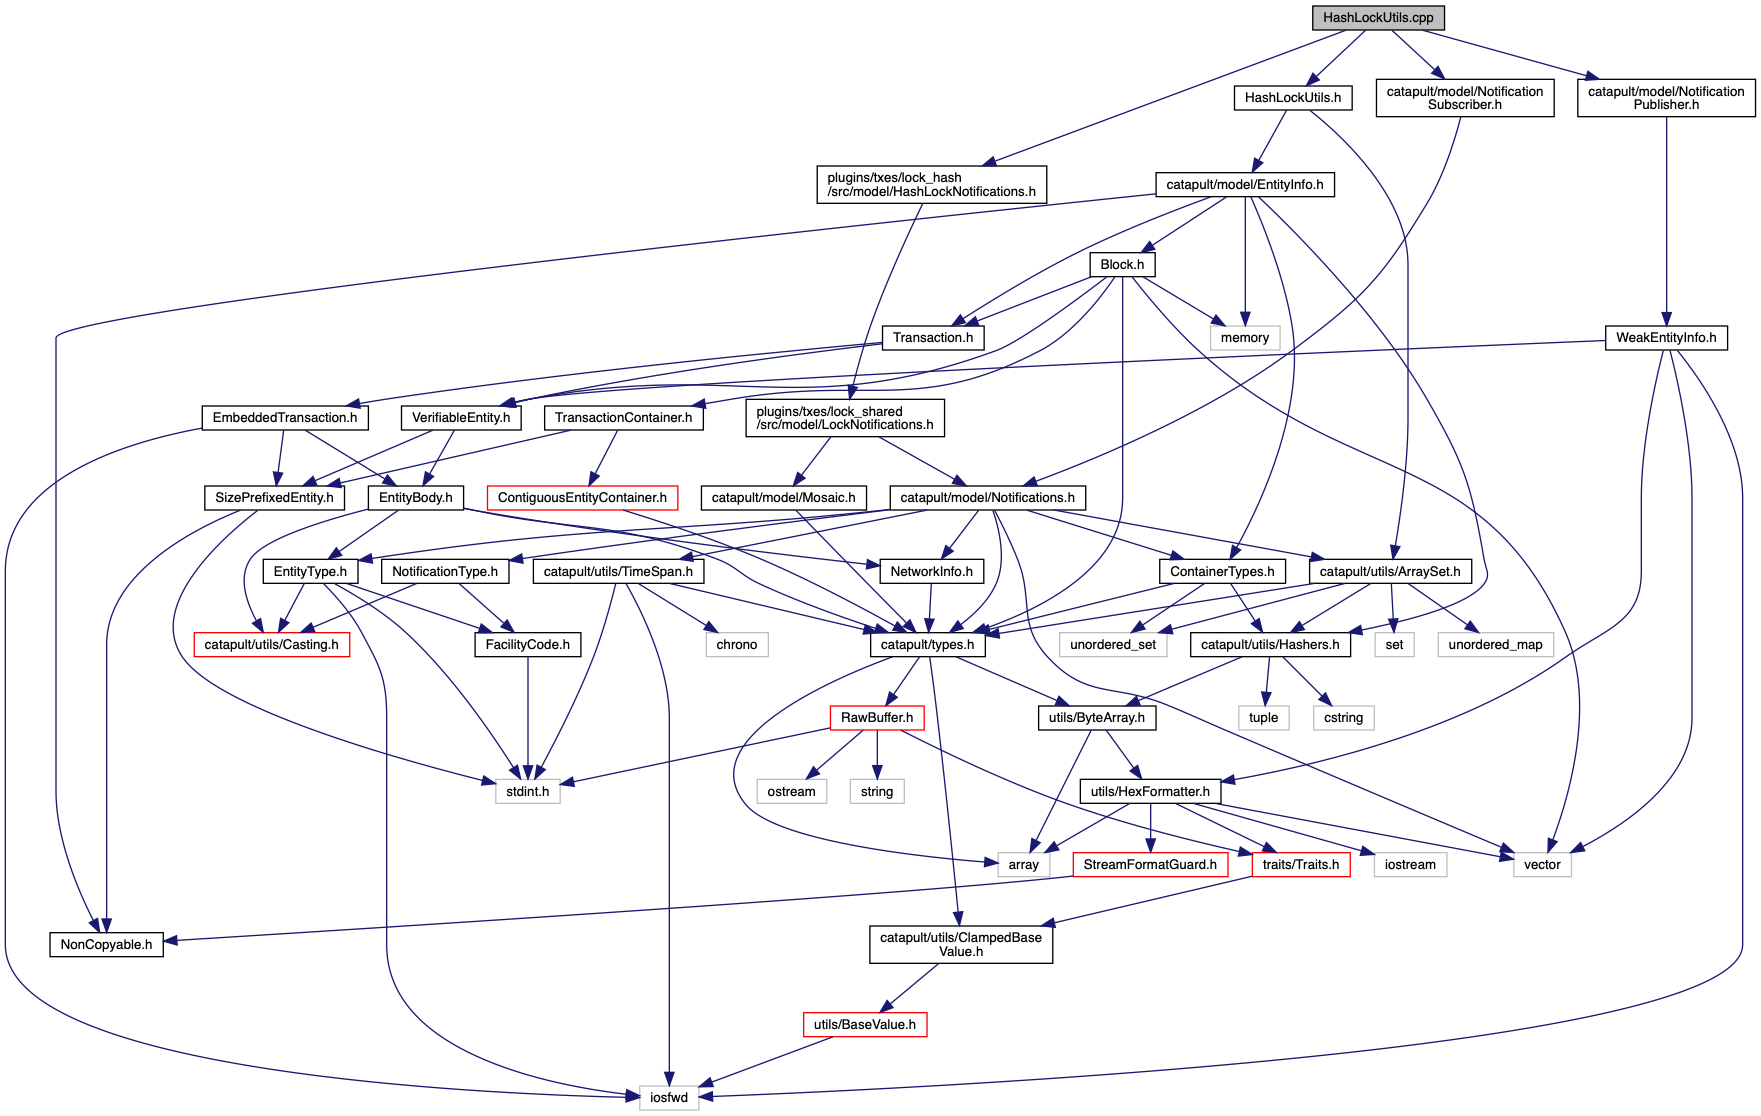 HashLockUtils.cpp
HashLockUtils.h
catapult/model/Notification
Subscriber.h
catapult/model/Notification
Publisher.h
plugins/txes/lock_hash
/src/model/HashLockNotifications.h
catapult/model/EntityInfo.h
Block.h
Transaction.h
memory
WeakEntityInfo.h
EmbeddedTransaction.h
VerifiableEntity.h
TransactionContainer.h
plugins/txes/lock_shared
/src/model/LockNotifications.h
SizePrefixedEntity.h
EntityBody.h
ContiguousEntityContainer.h
catapult/model/Mosaic.h
catapult/model/Notifications.h
EntityType.h
NotificationType.h
catapult/utils/TimeSpan.h
NetworkInfo.h
ContainerTypes.h
catapult/utils/ArraySet.h
catapult/utils/Casting.h
FacilityCode.h
chrono
catapult/types.h
unordered_set
catapult/utils/Hashers.h
set
unordered_map
RawBuffer.h
utils/ByteArray.h
tuple
cstring
stdint.h
ostream
string
utils/HexFormatter.h
array
StreamFormatGuard.h
traits/Traits.h
iostream
vector
NonCopyable.h
catapult/utils/ClampedBase
Value.h
utils/BaseValue.h
iosfwd